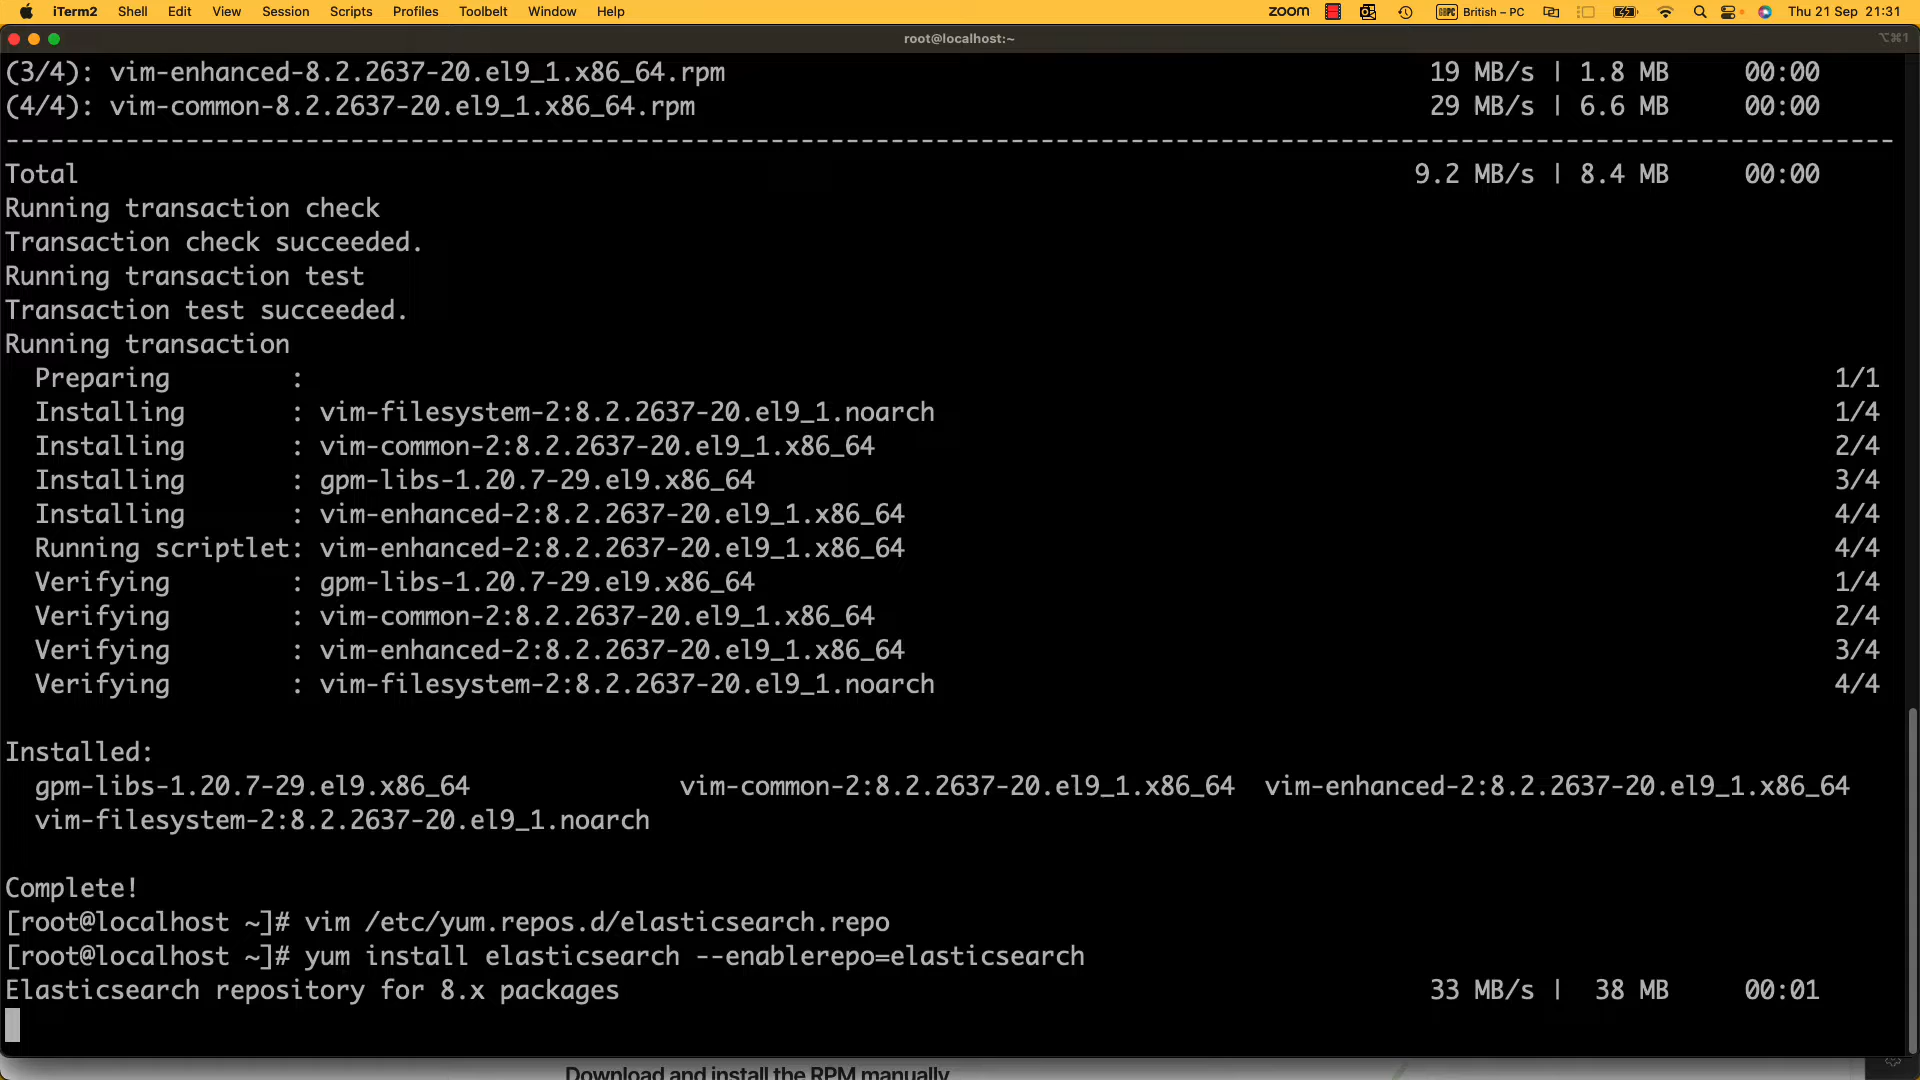 iTerm2 Shell Edit View Session Scripts Profiles Toolbelt Window Help zoom British – PC Thu 21 Sep 21:31
root@localhost:~ ⌥⌘1
(3/4): vim-enhanced-8.2.2637-20.el9_1.x86_64.rpm 19 MB/s | 1.8 MB 00:00
(4/4): vim-common-8.2.2637-20.el9_1.x86_64.rpm 29 MB/s | 6.6 MB 00:00
--------------------------------------------------------------------------------------------------------------------------------
Total 9.2 MB/s | 8.4 MB 00:00
Running transaction check
Transaction check succeeded.
Running transaction test
Transaction test succeeded.
Running transaction
Preparing : 1/1
Installing : vim-filesystem-2:8.2.2637-20.el9_1.noarch 1/4
Installing : vim-common-2:8.2.2637-20.el9_1.x86_64 2/4
Installing : gpm-libs-1.20.7-29.el9.x86_64 3/4
Installing : vim-enhanced-2:8.2.2637-20.el9_1.x86_64 4/4
Running scriptlet: vim-enhanced-2:8.2.2637-20.el9_1.x86_64 4/4
Verifying : gpm-libs-1.20.7-29.el9.x86_64 1/4
Verifying : vim-common-2:8.2.2637-20.el9_1.x86_64 2/4
Verifying : vim-enhanced-2:8.2.2637-20.el9_1.x86_64 3/4
Verifying : vim-filesystem-2:8.2.2637-20.el9_1.noarch 4/4
Installed:
gpm-libs-1.20.7-29.el9.x86_64 vim-common-2:8.2.2637-20.el9_1.x86_64 vim-enhanced-2:8.2.2637-20.el9_1.x86_64
vim-filesystem-2:8.2.2637-20.el9_1.noarch
Complete!
[root@localhost ~]# vim /etc/yum.repos.d/elasticsearch.repo
[root@localhost ~]# yum install elasticsearch --enablerepo=elasticsearch
Elasticsearch repository for 8.x packages 33 MB/s | 38 MB 00:01
Download and install the RPM manually